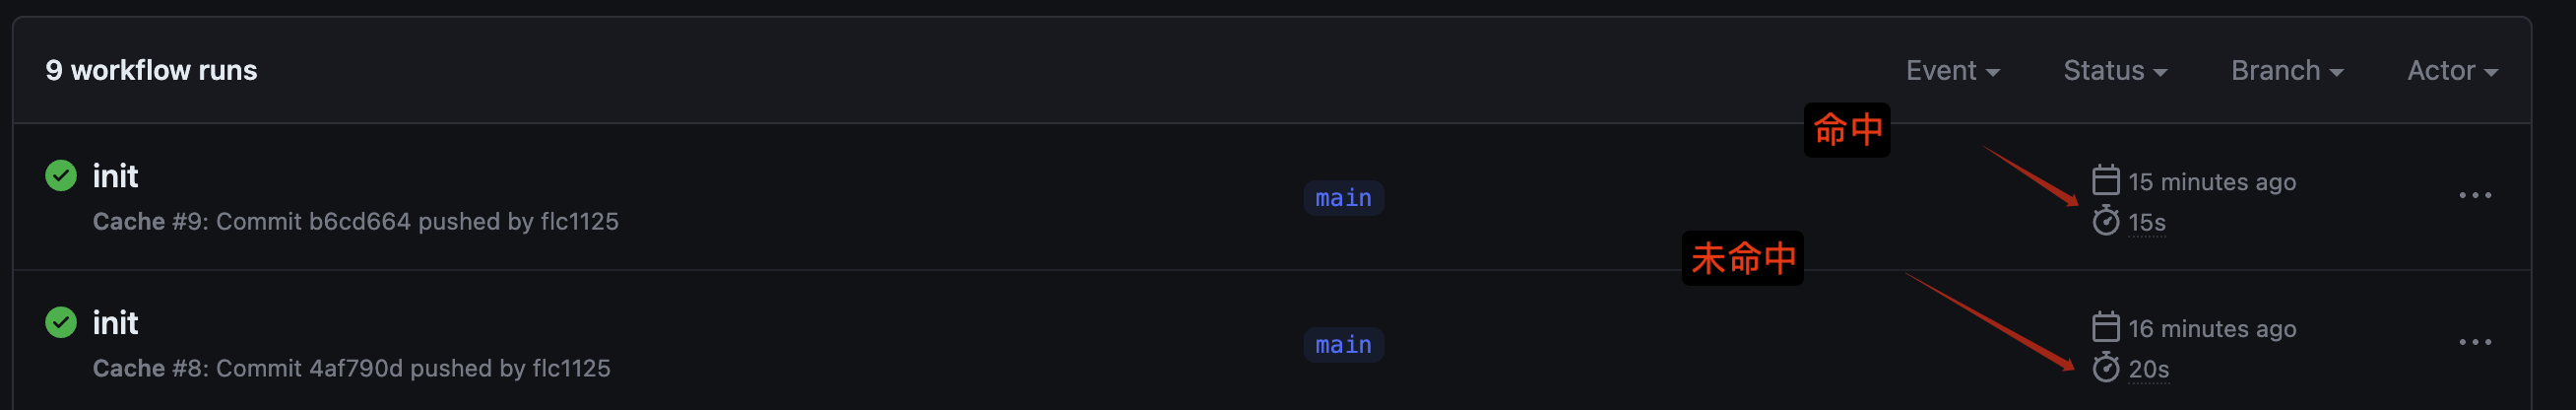 9 workflow runs
Event
Status
Branch
Actor
命中
init
main
15 minutes ago
Cache #9: Commit b6cd664 pushed by flc1125
15s
未命中
init
main
16 minutes ago
Cache #8: Commit 4af790d pushed by flc1125
20s